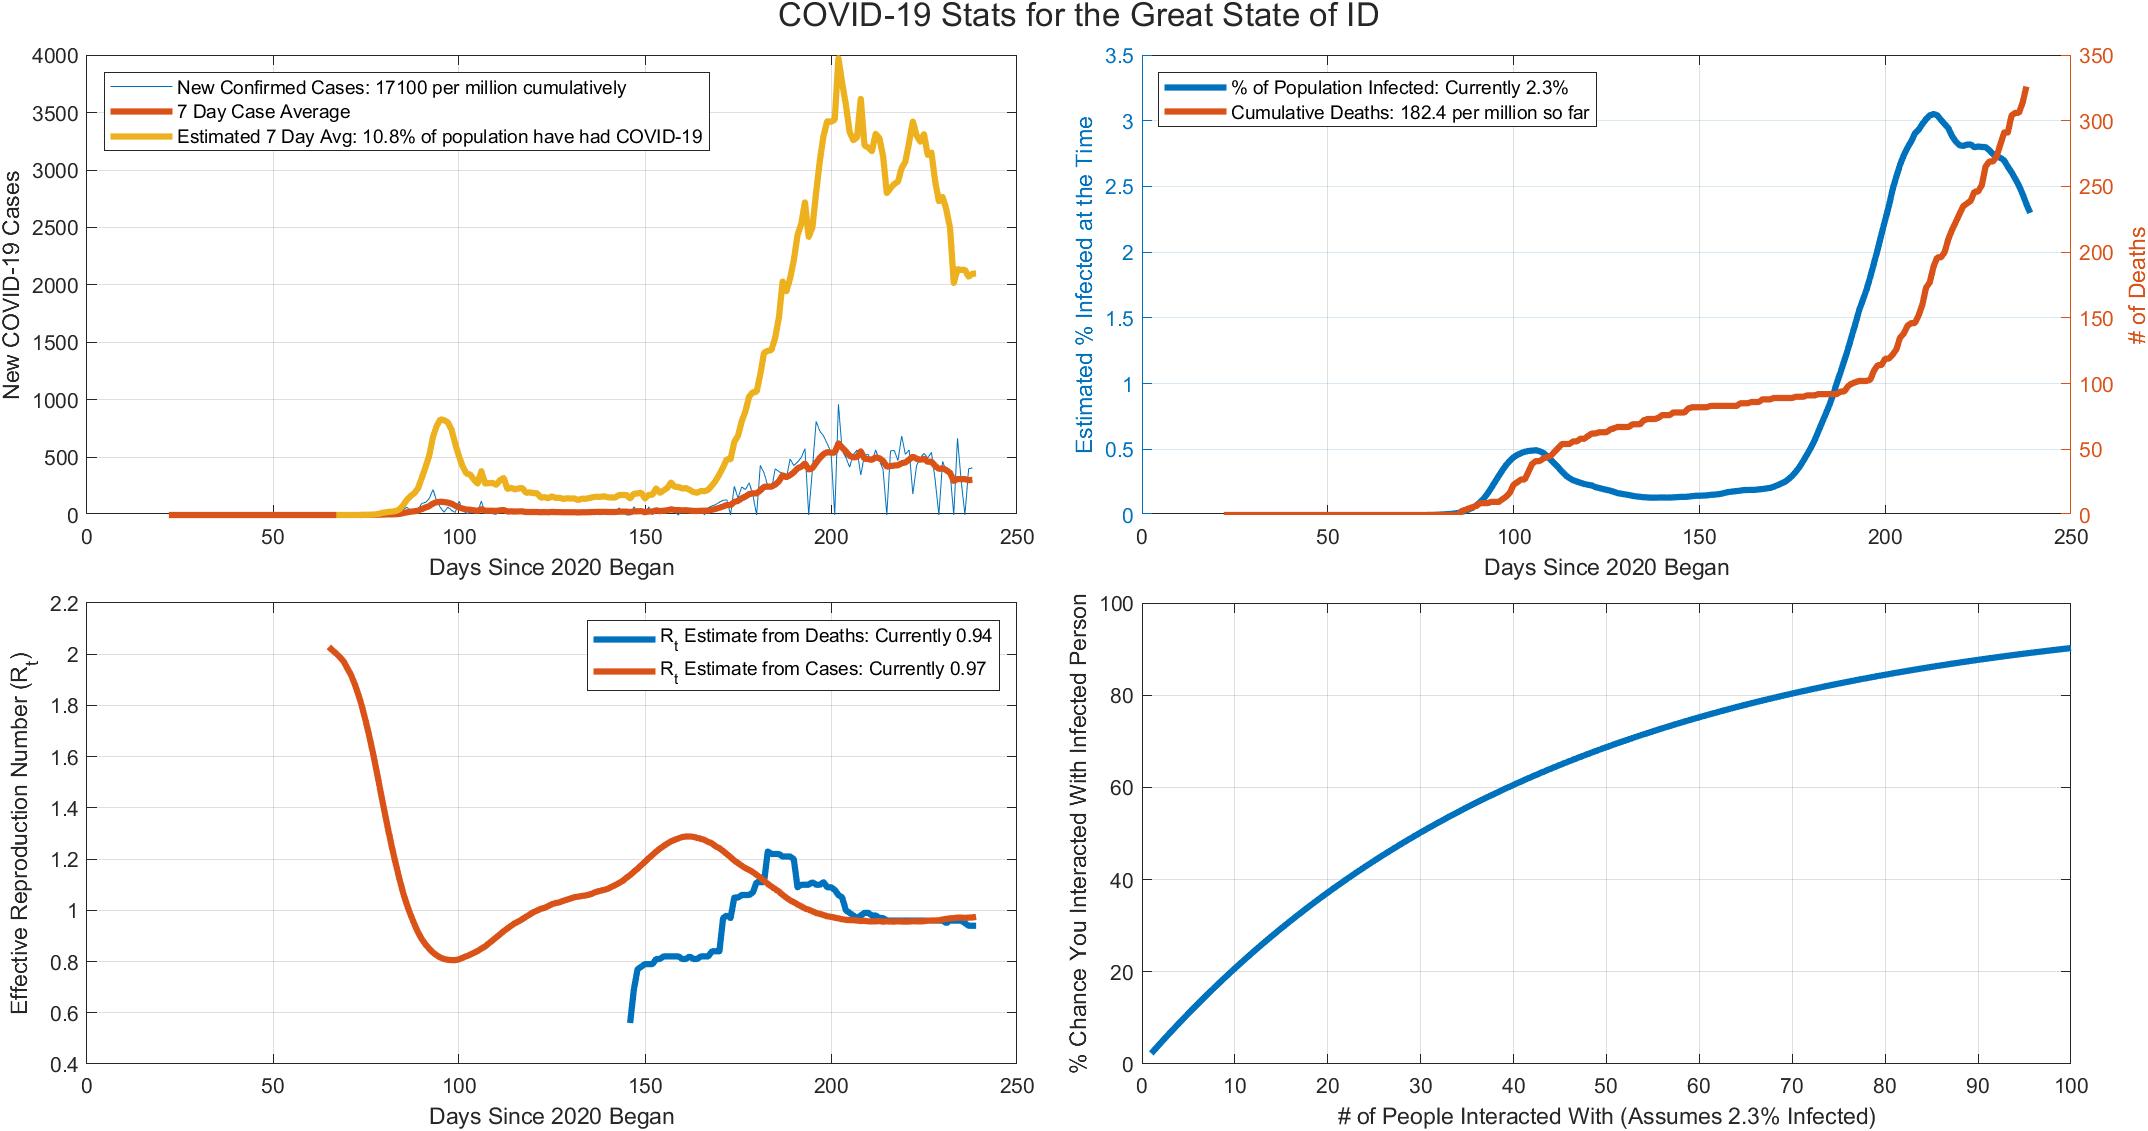 COVID-19 Stats for the Great State of ID
New COVID-19 Cases
4000
3500
3000
2500
2000
1500
1000
500
0
New Confirmed Cases: 17100 per million cumulatively
7 Day Case Average
Estimated 7 Day Avg: 10.8% of population have had COVID-19
0 50 100 150 200 250
Days Since 2020 Began
Estimated % Infected at the Time
3.5
3
2.5
2
1.5
1
0.5
0
% of Population Infected: Currently 2.3%
Cumulative Deaths: 182.4 per million so far
350
300
250
200
150
100
50
0
# of Deaths
0 50 100 150 200 250
Days Since 2020 Began
Effective Reproduction Number (Rt)
2.2
2
1.8
1.6
1.4
1.2
1
0.8
0.6
0.4
Rt Estimate from Deaths: Currently 0.94
Rt Estimate from Cases: Currently 0.97
0 50 100 150 200 250
Days Since 2020 Began
% Chance You Interacted With Infected Person
100
80
60
40
20
0
0 10 20 30 40 50 60 70 80 90 100
# of People Interacted With (Assumes 2.3% Infected)